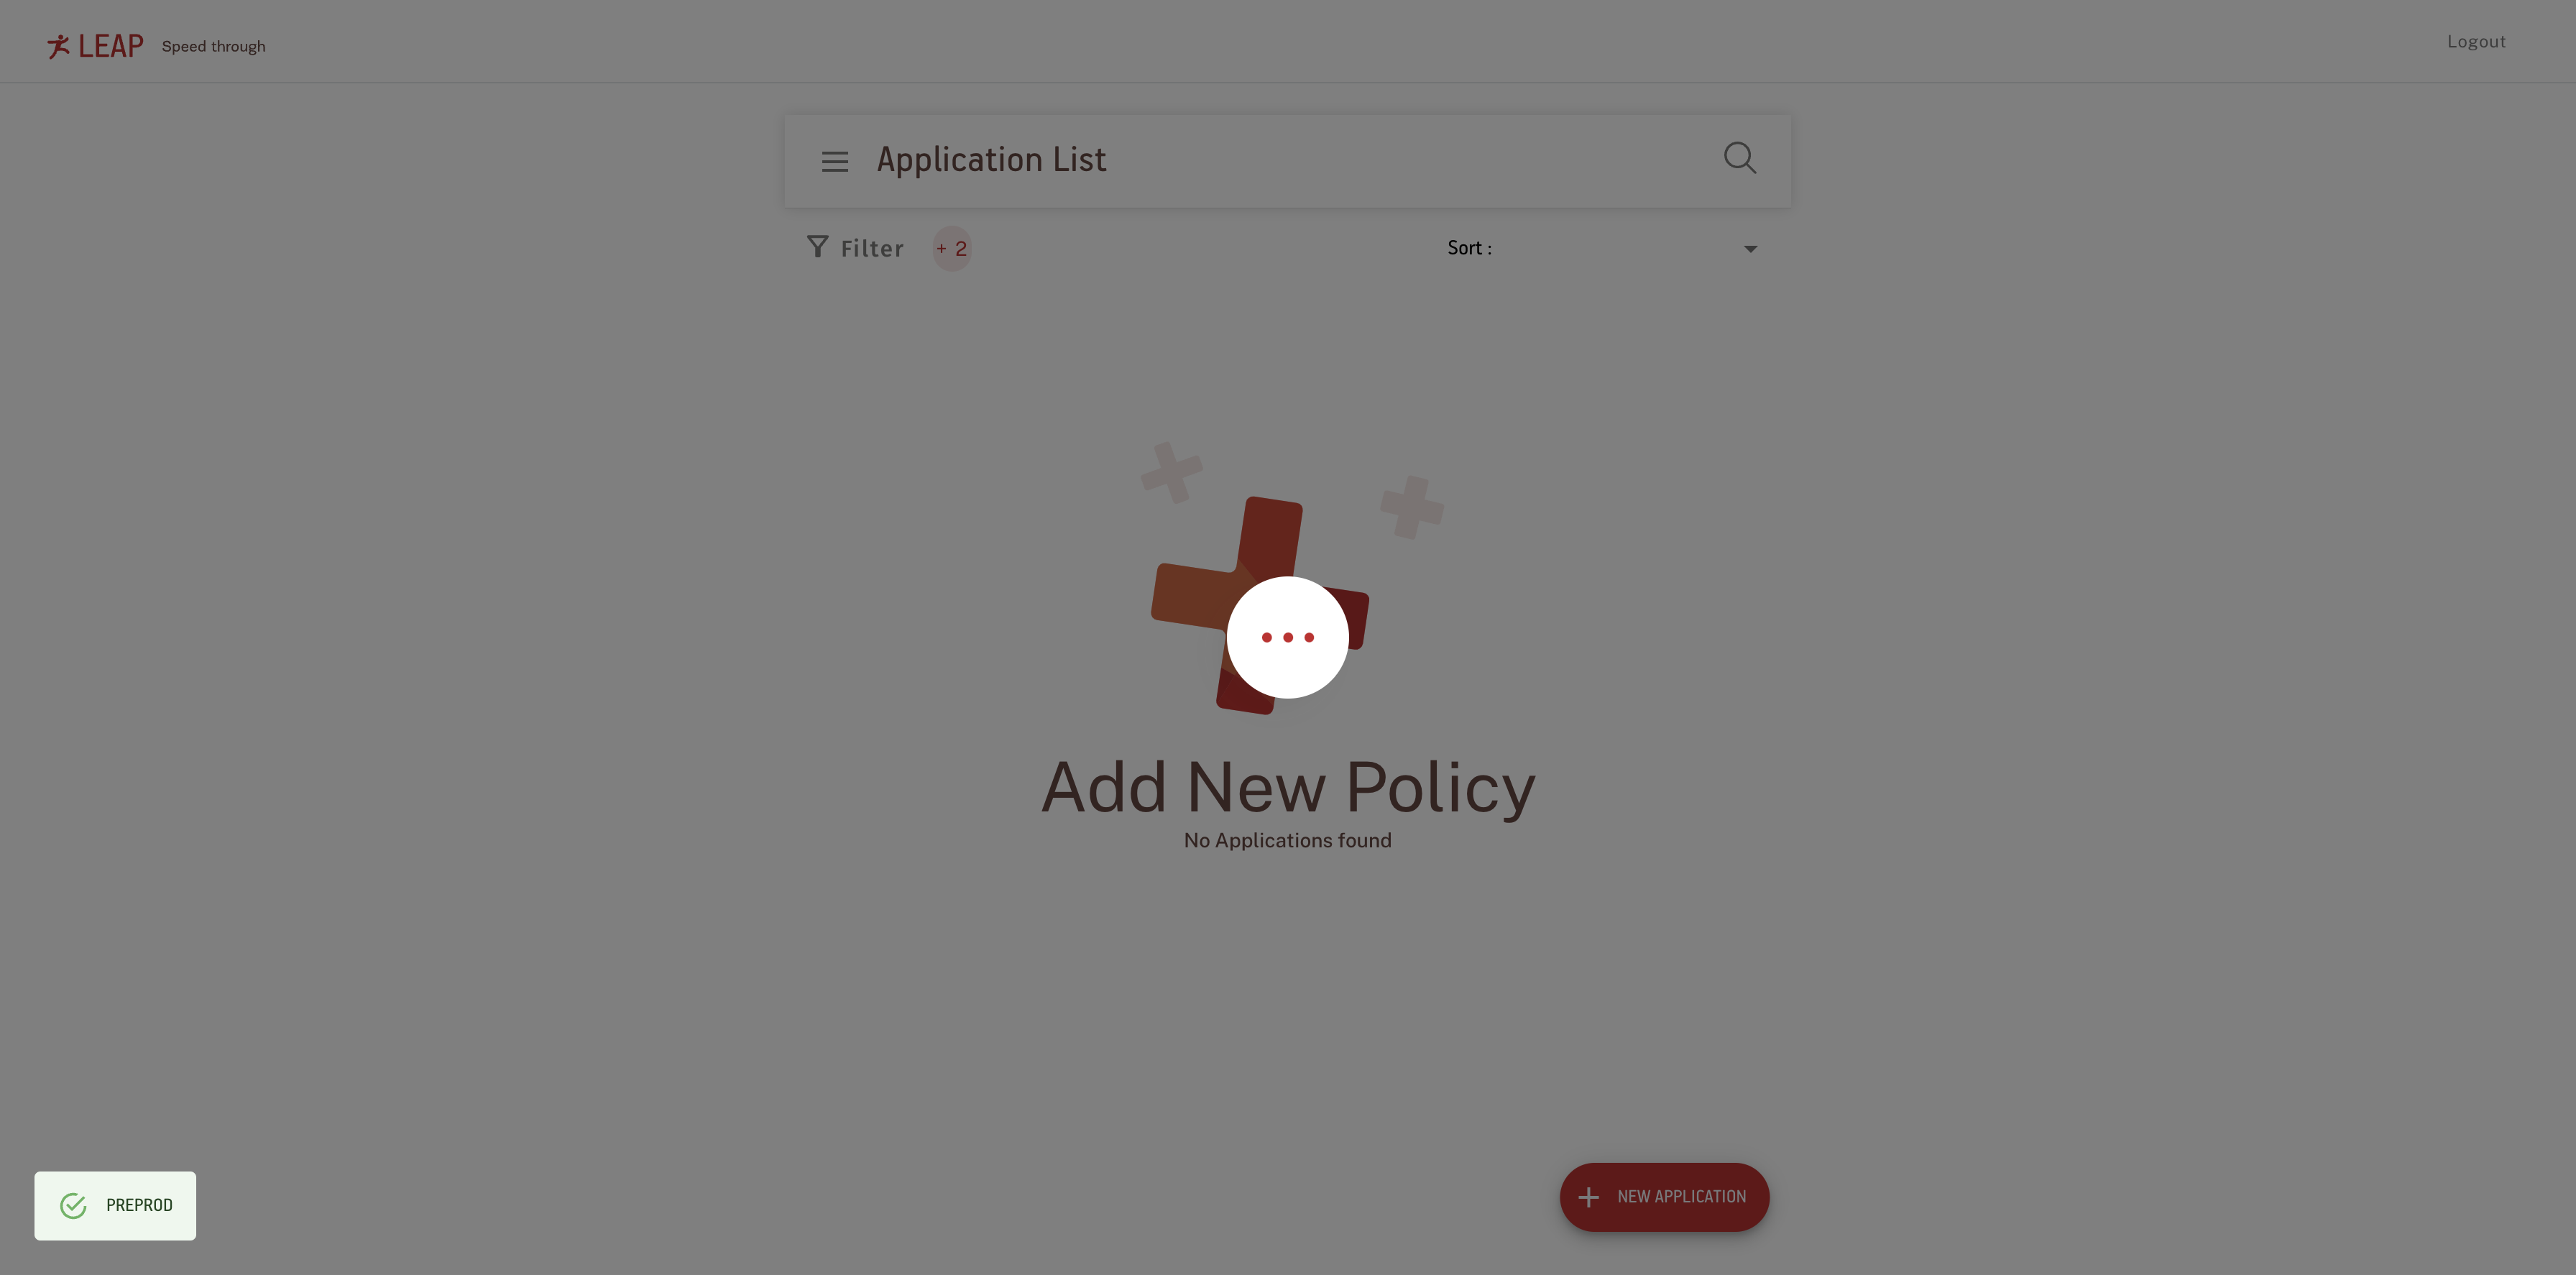 LEAP Speed through
Logout
Application List
Filter
+ 2
Sort :
Add New Policy
No Applications found
PREPROD
NEW APPLICATION